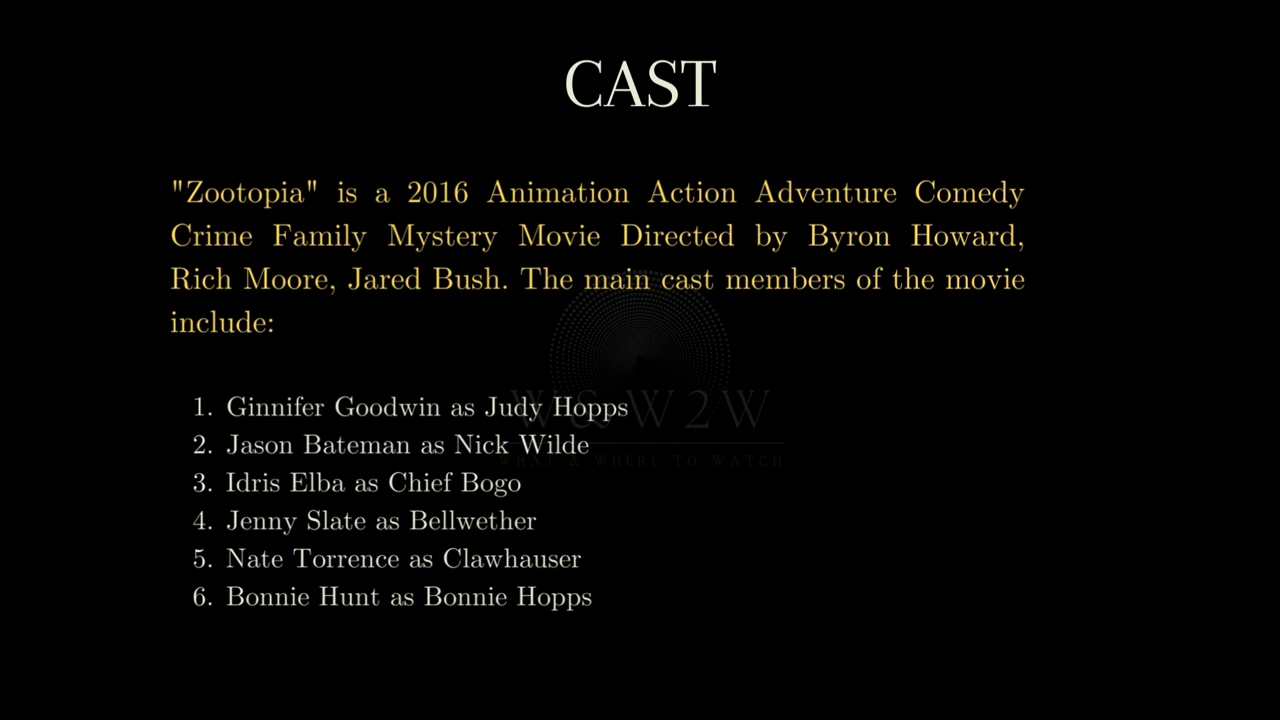 CAST
"Zootopia" is a 2016 Animation Action Adventure Comedy
Crime Family Mystery Movie Directed by Byron Howard,
Rich Moore, Jared Bush. The main cast members of the movie
include:
1. Ginnifer Goodwin as Judy Hopps
2. Jason Bateman as Nick Wilde
3. Idris Elba as Chief Bogo
4. Jenny Slate as Bellwether
5. Nate Torrence as Clawhauser
6. Bonnie Hunt as Bonnie Hopps
W&W2W
WHAT & WHERE TO WATCH